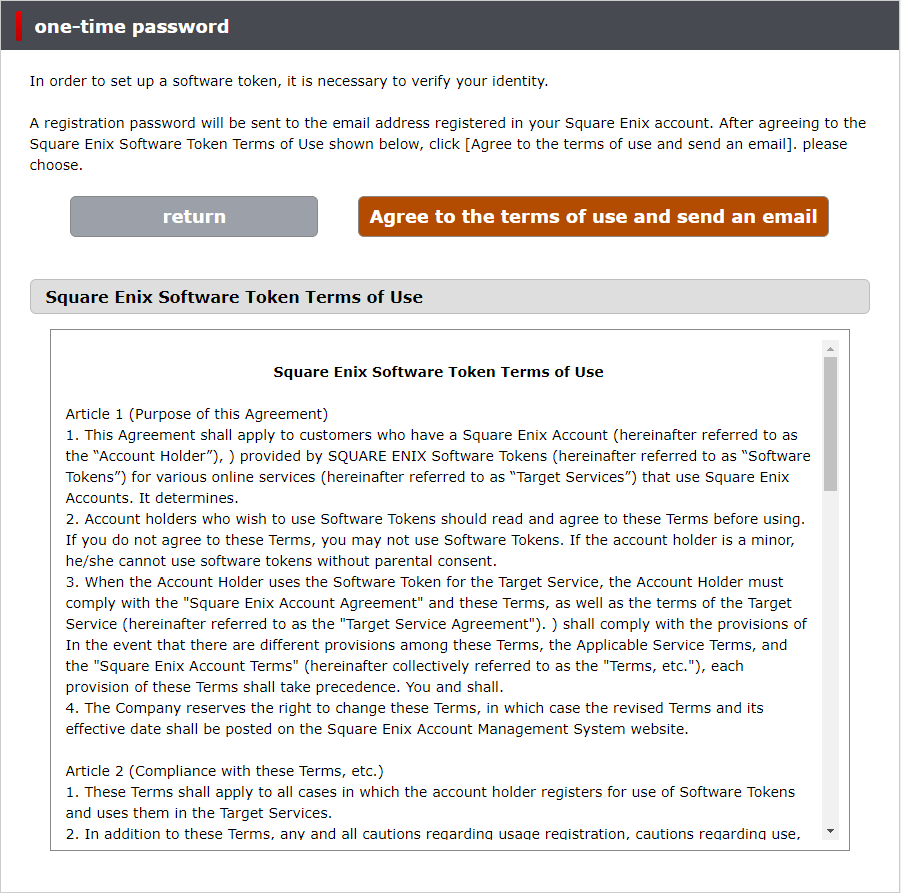 one-time password
In order to set up a software token, it is necessary to verify your identity.
A registration password will be sent to the email address registered in your Square Enix account. After agreeing to the
Square Enix Software Token Terms of Use shown below, click [Agree to the terms of use and send an email]. please
choose.
return
Agree to the terms of use and send an email
Square Enix Software Token Terms of Use
Square Enix Software Token Terms of Use
Article 1 (Purpose of this Agreement)
1. This Agreement shall apply to customers who have a Square Enix Account (hereinafter referred to as
the “Account Holder”), ) provided by SQUARE ENIX Software Tokens (hereinafter referred to as “Software
Tokens”) for various online services (hereinafter referred to as “Target Services”) that use Square Enix
Accounts. It determines.
2. Account holders who wish to use Software Tokens should read and agree to these Terms before using.
If you do not agree to these Terms, you may not use Software Tokens. If the account holder is a minor,
he/she cannot use software tokens without parental consent.
3. When the Account Holder uses the Software Token for the Target Service, the Account Holder must
comply with the "Square Enix Account Agreement" and these Terms, as well as the terms of the Target
Service (hereinafter referred to as the "Target Service Agreement"). ) shall comply with the provisions of
In the event that there are different provisions among these Terms, the Applicable Service Terms, and
the "Square Enix Account Terms" (hereinafter collectively referred to as the "Terms, etc."), each
provision of these Terms shall take precedence. You and shall.
4. The Company reserves the right to change these Terms, in which case the revised Terms and its
effective date shall be posted on the Square Enix Account Management System website.
Article 2 (Compliance with these Terms, etc.)
1. These Terms shall apply to all cases in which the account holder registers for use of Software Tokens
and uses them in the Target Services.
2. In addition to these Terms, any and all cautions regarding usage registration, cautions regarding use,